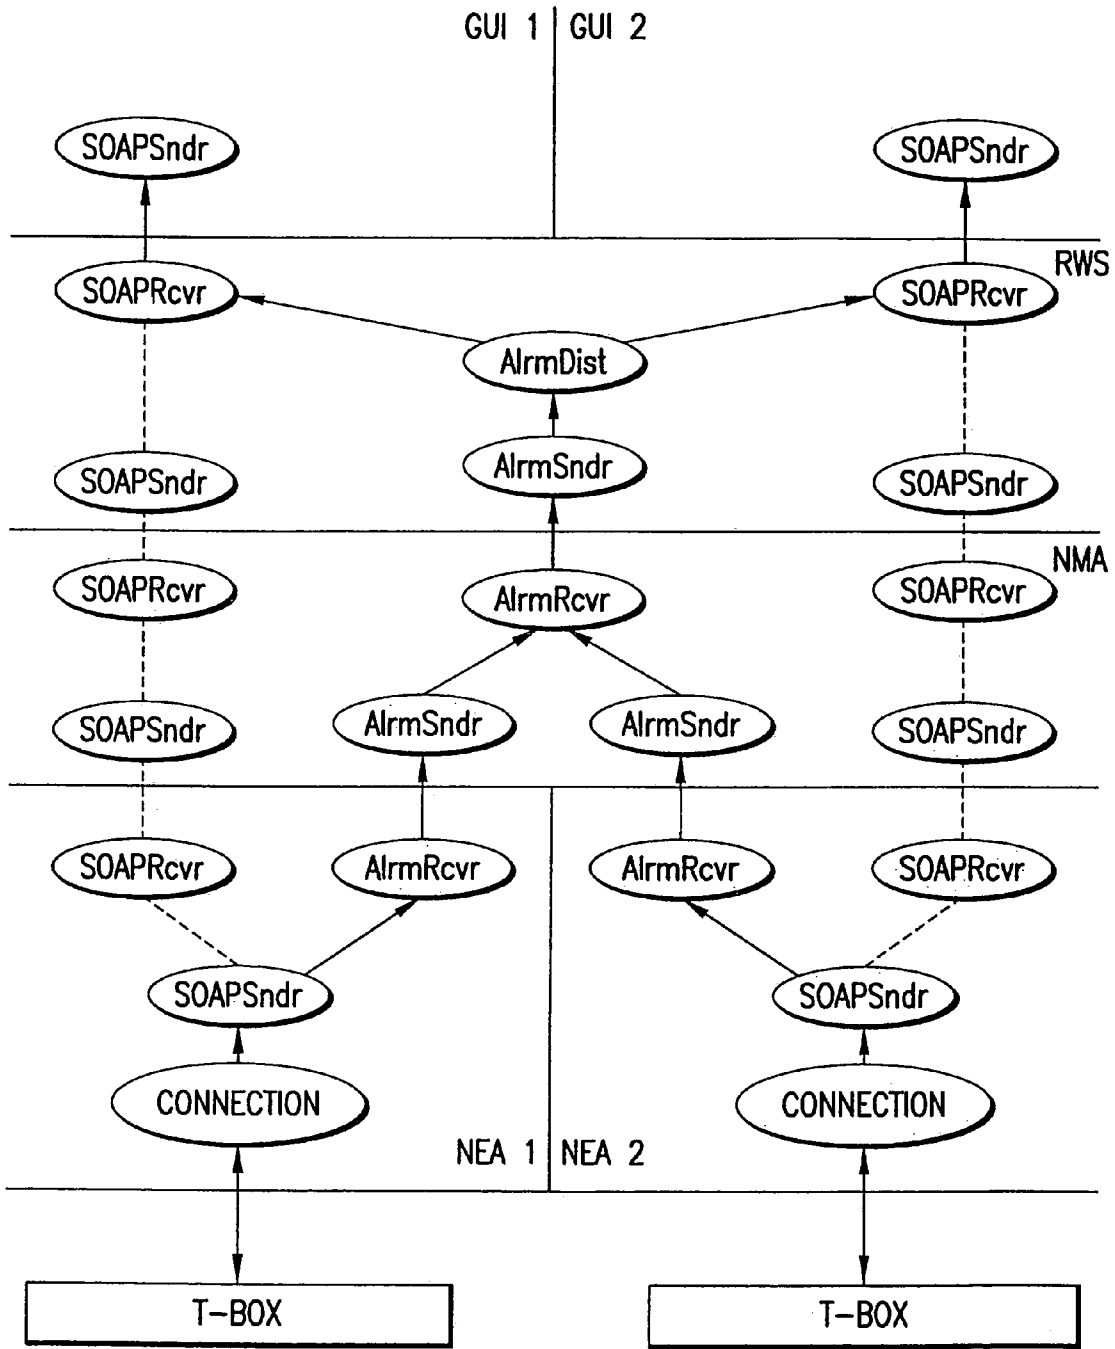 GUI 1 GUI 2
SOAPSndr SOAPSndr
RWS
SOAPRcvr SOAPRcvr
AlrmDist
AlrmSndr
SOAPSndr SOAPSndr
NMA
SOAPRcvr AlrmRcvr SOAPRcvr
SOAPSndr AlrmSndr AlrmSndr SOAPSndr
SOAPRcvr AlrmRcvr AlrmRcvr SOAPRcvr
SOAPSndr SOAPSndr
CONNECTION CONNECTION
NEA 1 NEA 2
T-BOX T-BOX